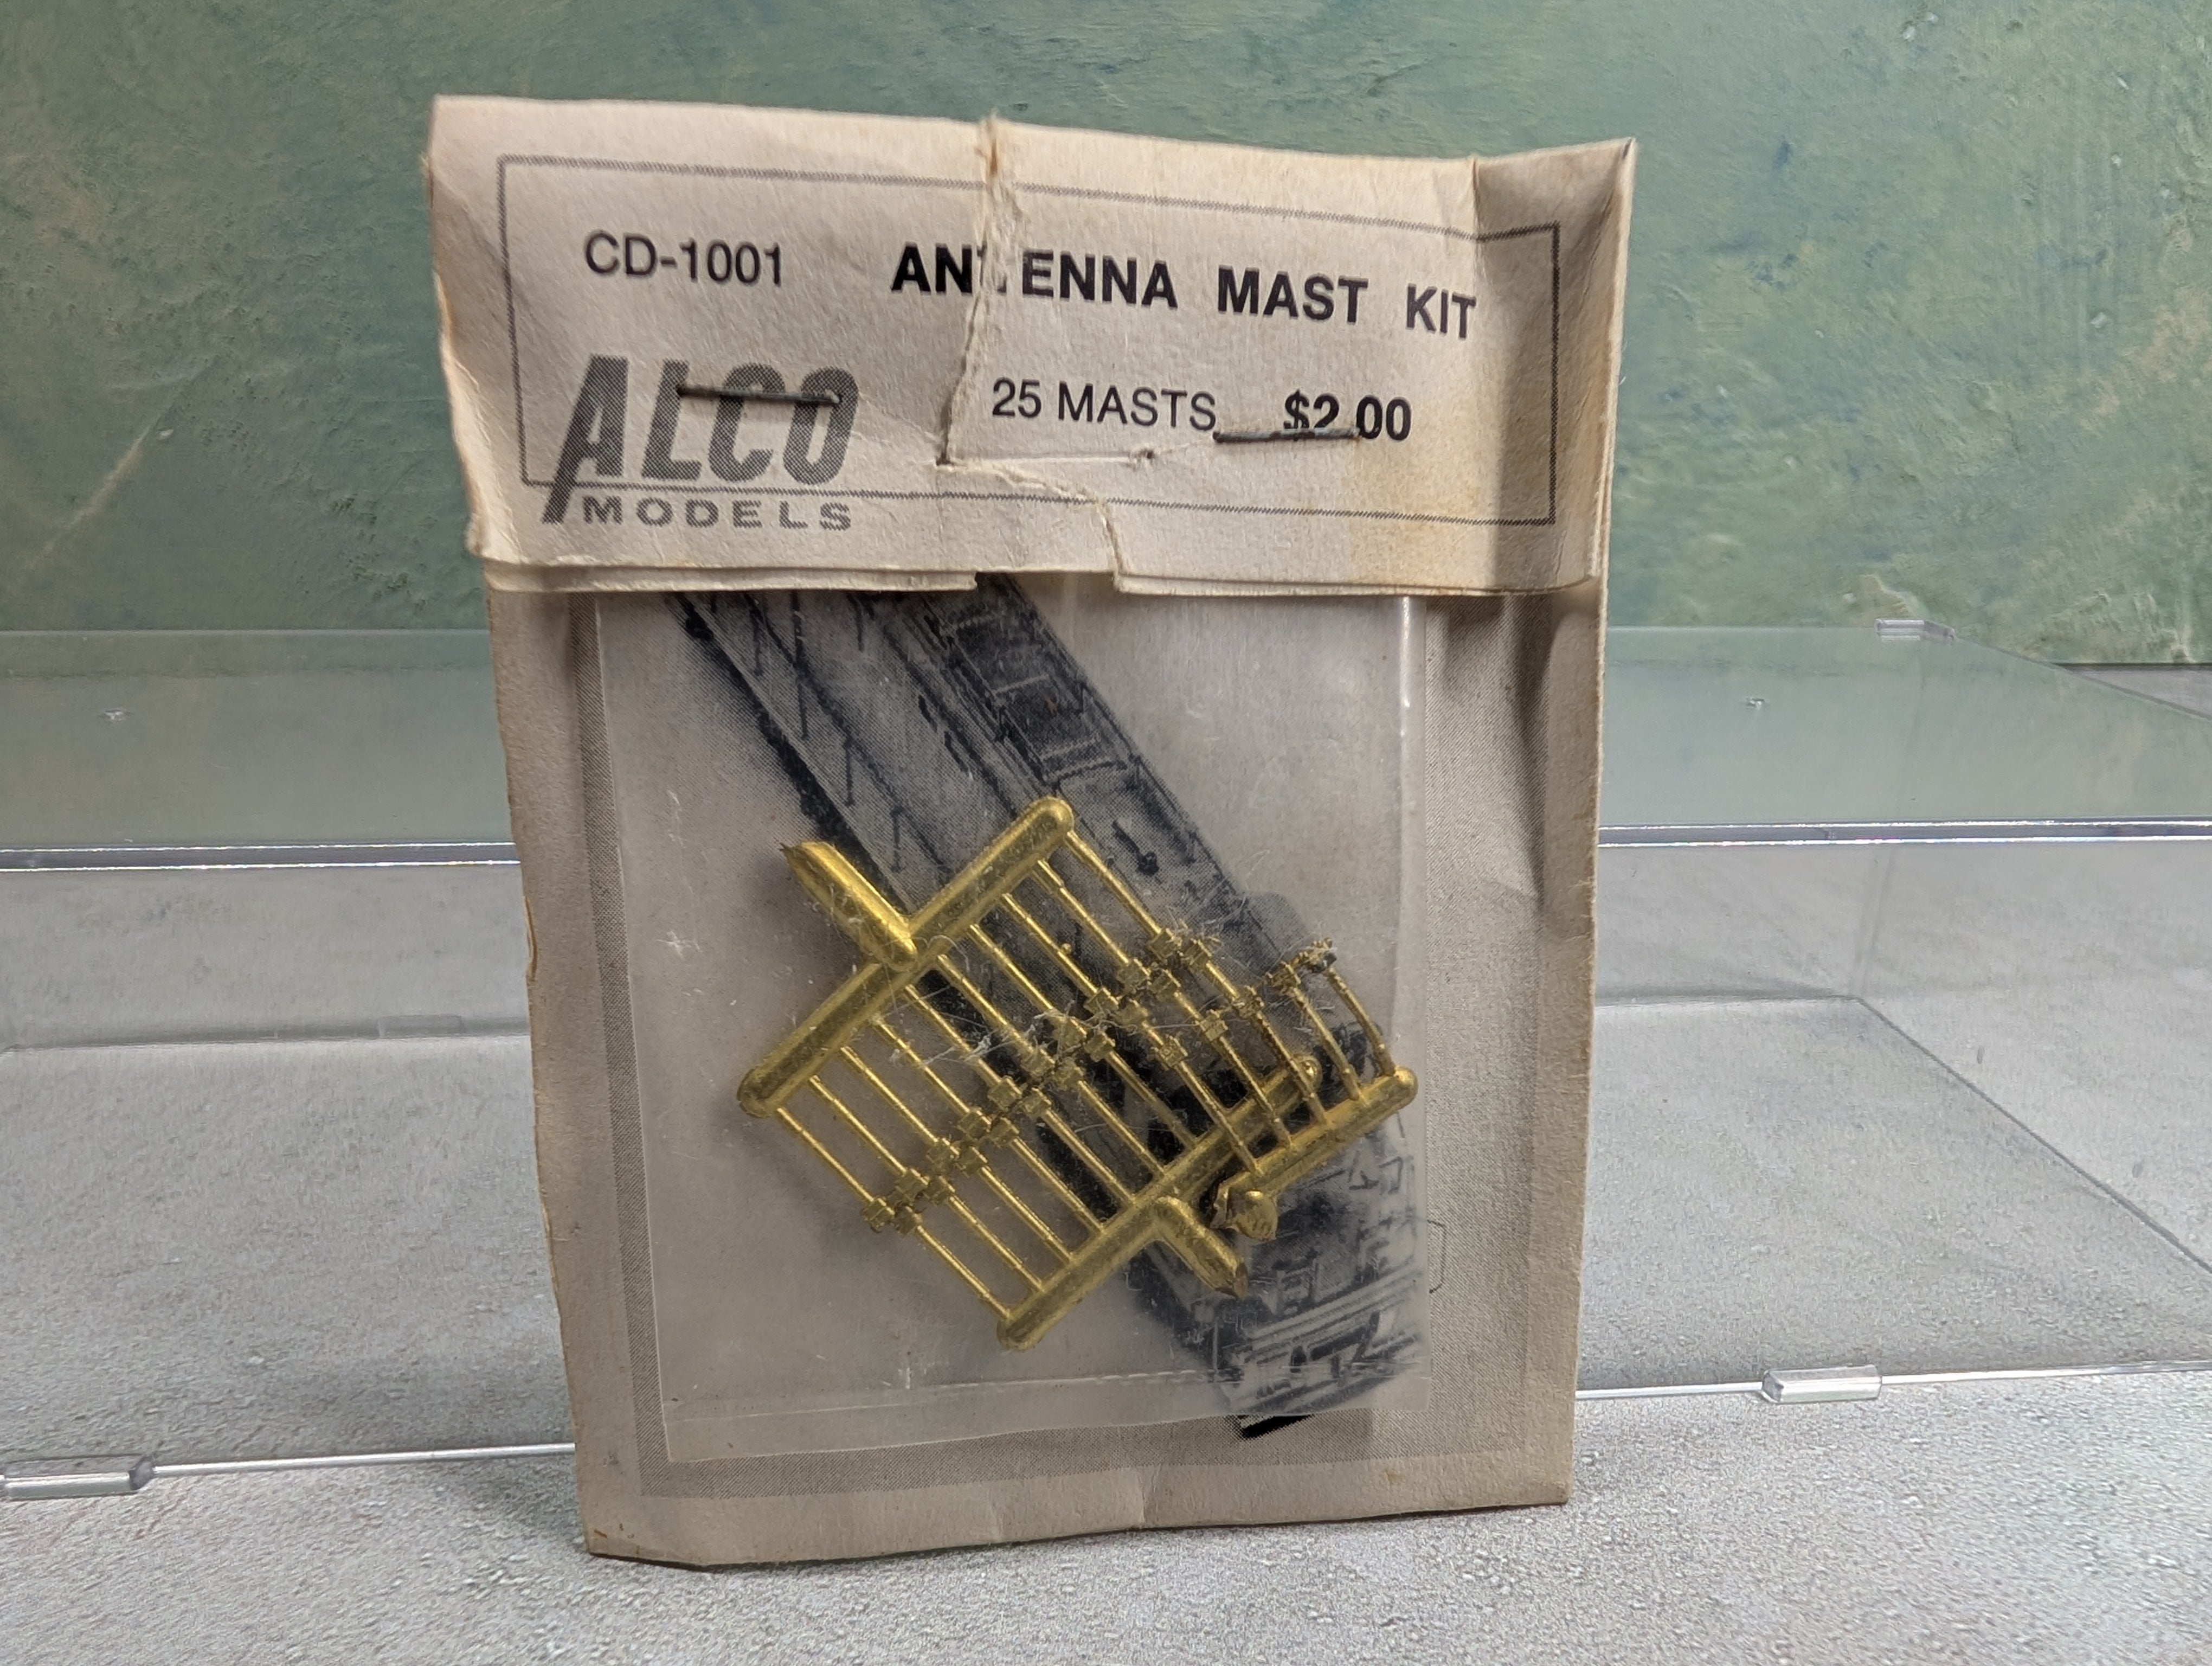 CD-1001 ANTENNA MAST KIT
ALCO 25 MASTS $2.00
MODELS